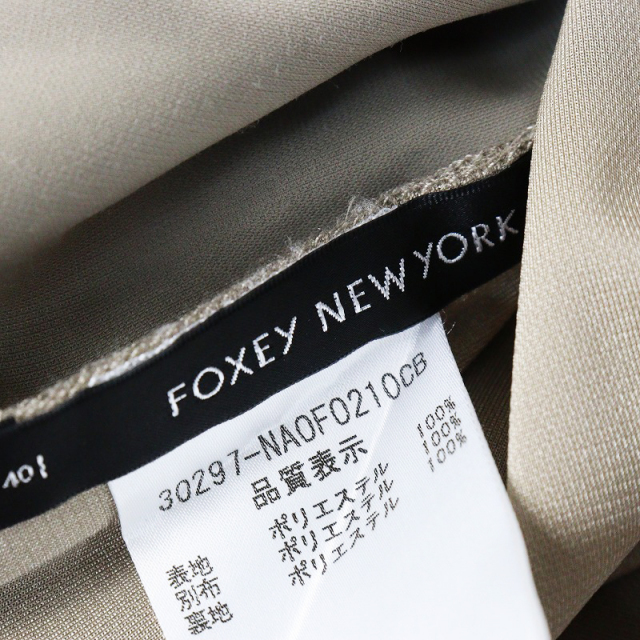 FOXEY NEW YORK
40
30297-NAOF0210CB
品質表示
表地 ポリエステル 100%
別布 ポリエステル 100%
裏地 ポリエステル 100%